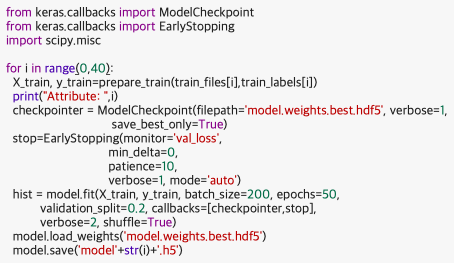 from keras.callbacks import ModelCheckpoint
from keras.callbacks import EarlyStopping
import scipy.misc

for i in range(0,40):
  X_train, y_train=prepare_train(train_files[i],train_labels[i])
  print("Attribute: ",i)
  checkpointer = ModelCheckpoint(filepath='model.weights.best.hdf5', verbose=1,
                         save_best_only=True)
  stop=EarlyStopping(monitor='val_loss',
                         min_delta=0,
                         patience=10,
                         verbose=1, mode='auto')
  hist = model.fit(X_train, y_train, batch_size=200, epochs=50,
        validation_split=0.2, callbacks=[checkpointer,stop],
        verbose=2, shuffle=True)
  model.load_weights('model.weights.best.hdf5')
  model.save('model'+str(i)+'.h5')